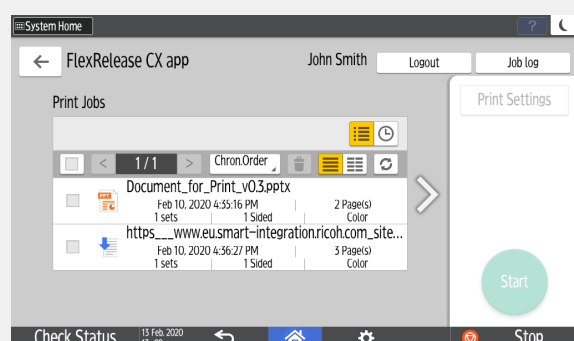 System Home
?
FlexRelease CX app
John Smith
Logout
Job log
Print Jobs
Print Settings
< 1/1 > Chron.Order
PPT
Document_for_Print_v0.3.pptx
Feb 10, 2020 4:35:16 PM | 2 Page(s)
1 sets | 1 Sided | Color
https___www.eu.smart-integration.ricoh.com_site...
Feb 10, 2020 4:36:27 PM | 3 Page(s)
1 sets | 1 Sided | Color
Start
Check Status
13 Feb. 2020
Stop